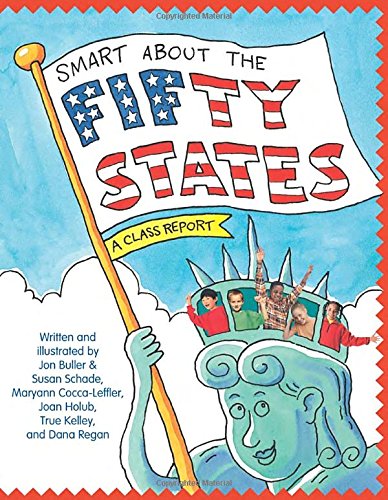 Copyrighted Material
SMART ABOUT THE
FIFTY
STATES
A CLASS REPORT
Written and
illustrated by
Jon Buller &
Susan Schade,
Maryann Cocca-Leffler,
Joan Holub,
True Kelley,
and Dana Regan
Copyrighted Material